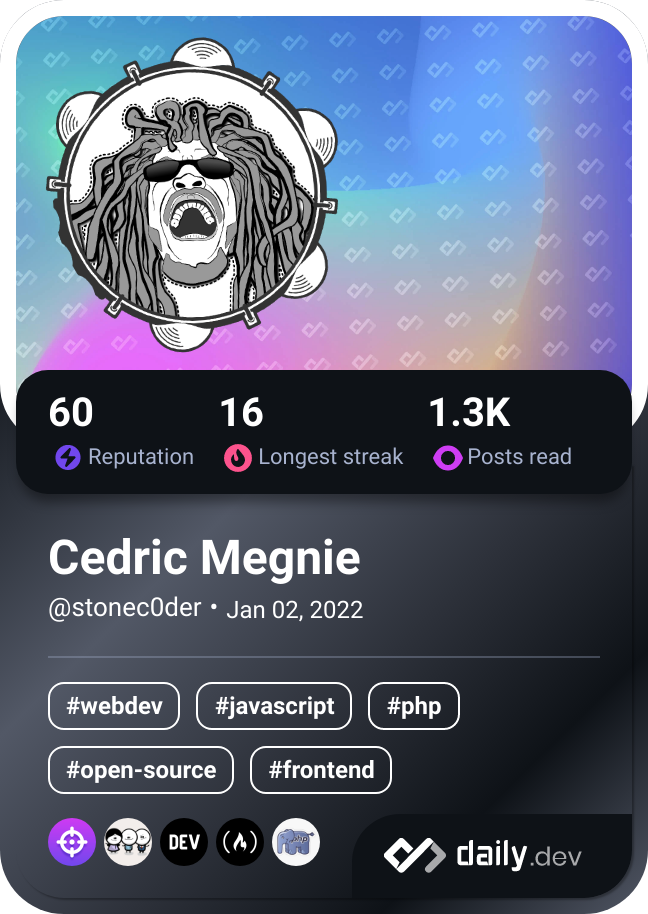 60 16 1.3K
Reputation Longest streak Posts read
Cedric Megnie
@stonec0der • Jan 02, 2022
#webdev #javascript #php
#open-source #frontend
DEV php daily.dev